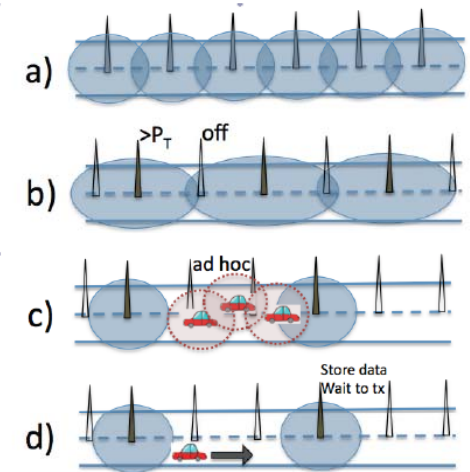 a)
>P_T off
b)
ad hoc
c)
Store data
Wait to tx
d)